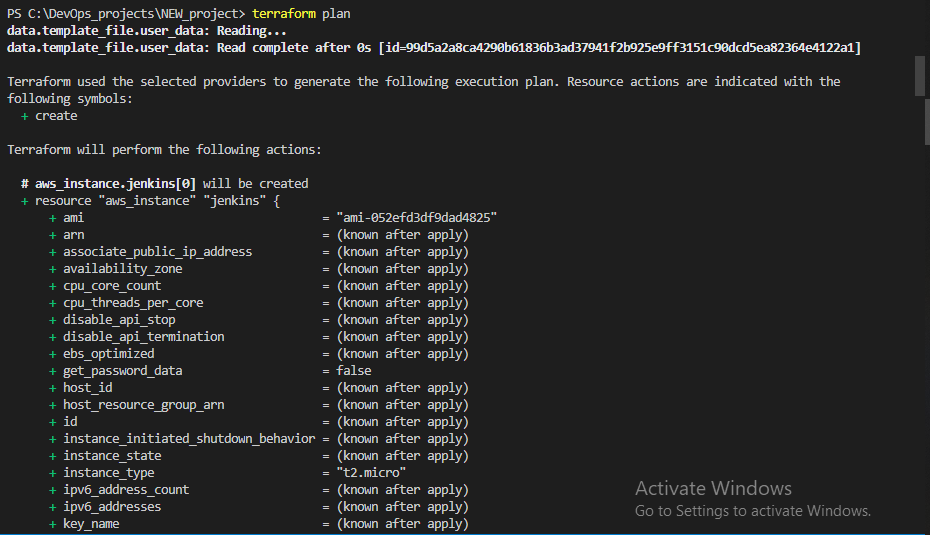 PS C:\DevOps_projects\NEW_project> terraform plan
data.template_file.user_data: Reading...
data.template_file.user_data: Read complete after 0s [id=99d5a2a8ca4290b61836b3ad37941f2b925e9ff3151c90dcd5ea82364e4122a1]
Terraform used the selected providers to generate the following execution plan. Resource actions are indicated with the
following symbols:
+ create
Terraform will perform the following actions:
# aws_instance.jenkins[0] will be created
+ resource "aws_instance" "jenkins" {
+ ami = "ami-052efd3df9dad4825"
+ arn = (known after apply)
+ associate_public_ip_address = (known after apply)
+ availability_zone = (known after apply)
+ cpu_core_count = (known after apply)
+ cpu_threads_per_core = (known after apply)
+ disable_api_stop = (known after apply)
+ disable_api_termination = (known after apply)
+ ebs_optimized = (known after apply)
+ get_password_data = false
+ host_id = (known after apply)
+ host_resource_group_arn = (known after apply)
+ id = (known after apply)
+ instance_initiated_shutdown_behavior = (known after apply)
+ instance_state = (known after apply)
+ instance_type = "t2.micro"
+ ipv6_address_count = (known after apply)
+ ipv6_addresses = (known after apply)
+ key_name = (known after apply)
Activate Windows
Go to Settings to activate Windows.